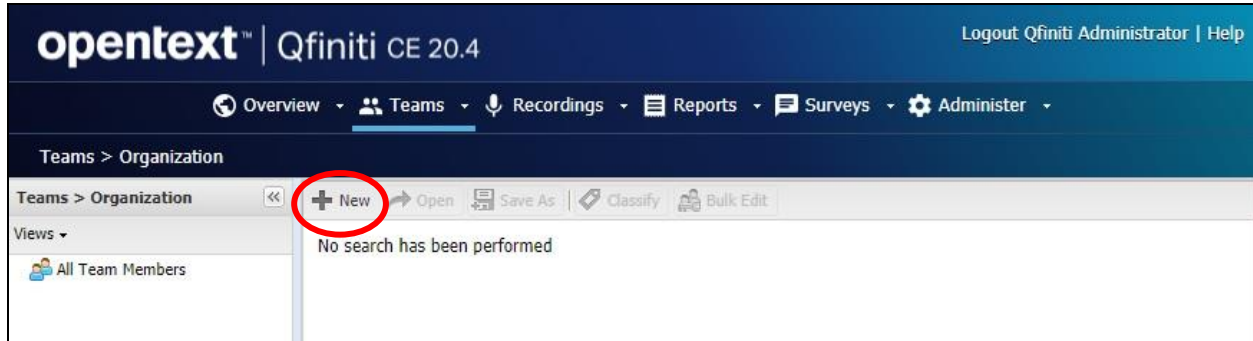 opentext™ | Qfiniti CE 20.4
Logout Qfiniti Administrator | Help
Overview Teams Recordings Reports Surveys Administer
Teams > Organization
Teams > Organization
New Open Save As Classify Bulk Edit
Views
No search has been performed
All Team Members